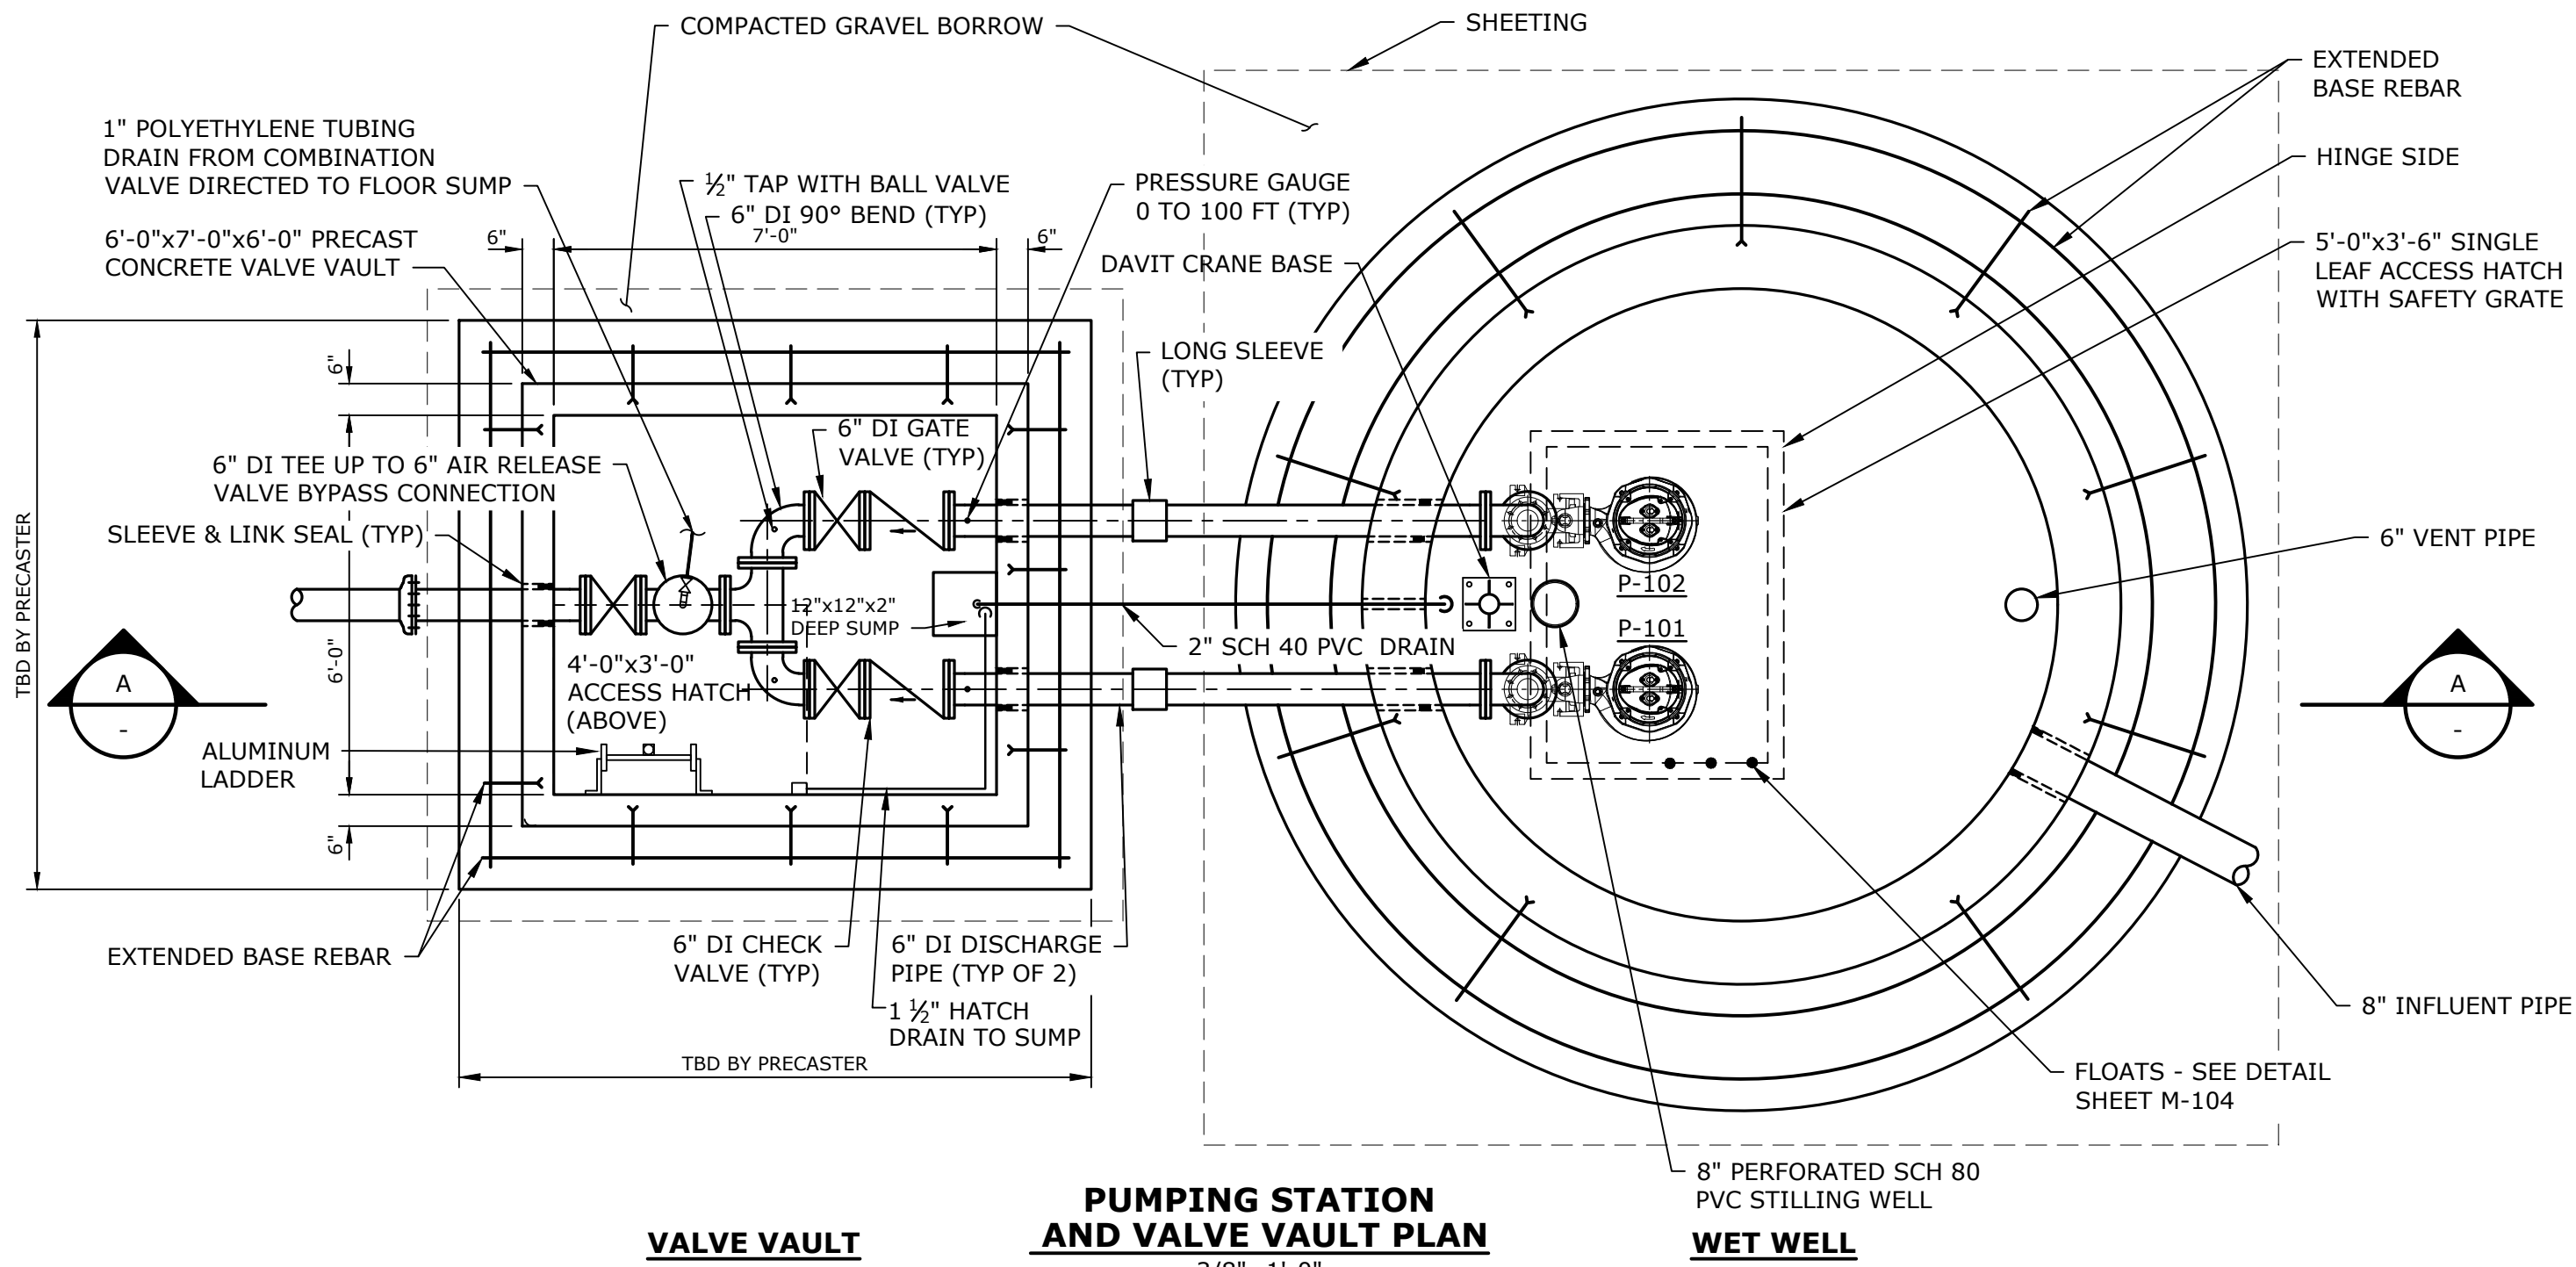 COMPACTED GRAVEL BORROW
SHEETING
EXTENDED
BASE REBAR
1" POLYETHYLENE TUBING
DRAIN FROM COMBINATION
VALVE DIRECTED TO FLOOR SUMP
½" TAP WITH BALL VALVE
6" DI 90° BEND (TYP)
PRESSURE GAUGE
0 TO 100 FT (TYP)
HINGE SIDE
6'-0"x7'-0"x6'-0" PRECAST
CONCRETE VALVE VAULT
6"
7'-0"
6"
DAVIT CRANE BASE
5'-0"x3'-6" SINGLE
LEAF ACCESS HATCH
WITH SAFETY GRATE
6"
LONG SLEEVE
(TYP)
6" DI GATE
VALVE (TYP)
6" DI TEE UP TO 6" AIR RELEASE
VALVE BYPASS CONNECTION
SLEEVE & LINK SEAL (TYP)
TBD BY PRECASTER
6" VENT PIPE
P-102
12"x12"x2"
DEEP SUMP
P-101
2" SCH 40 PVC DRAIN
6'-0"
4'-0"x3'-0"
ACCESS HATCH
(ABOVE)
A
-
A
-
ALUMINUM
LADDER
6"
EXTENDED BASE REBAR
6" DI CHECK
VALVE (TYP)
6" DI DISCHARGE
PIPE (TYP OF 2)
1 ½" HATCH
DRAIN TO SUMP
8" INFLUENT PIPE
TBD BY PRECASTER
FLOATS - SEE DETAIL
SHEET M-104
8" PERFORATED SCH 80
PVC STILLING WELL
PUMPING STATION
AND VALVE VAULT PLAN
VALVE VAULT
WET WELL